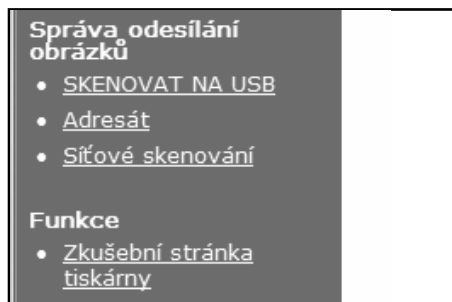 Správa odesílání
obrázků
• SKENOVAT NA USB
• Adresát
• Síťové skenování
Funkce
• Zkušební stránka
tiskárny